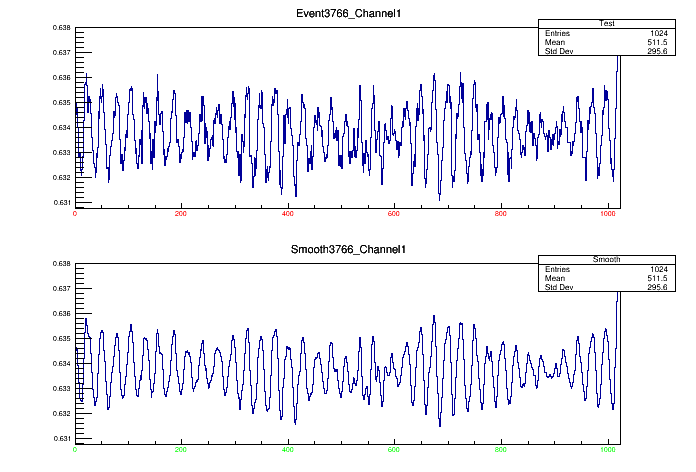 Event3766_Channel1
Test
Entries 1024
Mean 511.5
Std Dev 295.6
0.638
0.637
0.636
0.635
0.634
0.633
0.632
0.631
0 200 400 600 800 1000
Smooth3766_Channel1
Smooth
Entries 1024
Mean 511.5
Std Dev 295.6
0.638
0.637
0.636
0.635
0.634
0.633
0.632
0.631
0 200 400 600 800 1000